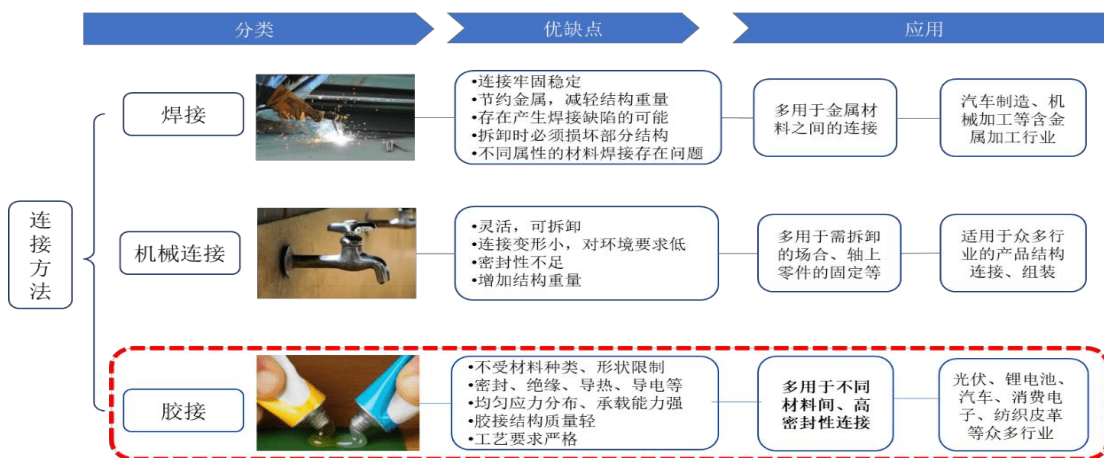 分类
优缺点
应用
连接方法
焊接
•连接牢固稳定
•节约金属，减轻结构重量
•存在产生焊接缺陷的可能
•拆卸时必须损坏部分结构
•不同属性的材料焊接存在问题
多用于金属材
料之间的连接
汽车制造、机
械加工等含金
属加工行业
机械连接
•灵活，可拆卸
•连接变形小，对环境要求低
•密封性不足
•增加结构重量
多用于需拆卸
的场合、轴上
零件的固定等
适用于众多行
业的产品结构
连接、组装
胶接
•不受材料种类、形状限制
•密封、绝缘、导热、导电等
•均匀应力分布、承载能力强
•胶接结构质量轻
•工艺要求严格
多用于不同
材料间、高
密封性连接
光伏、锂电池、
汽车、消费电
子、纺织皮革
等众多行业